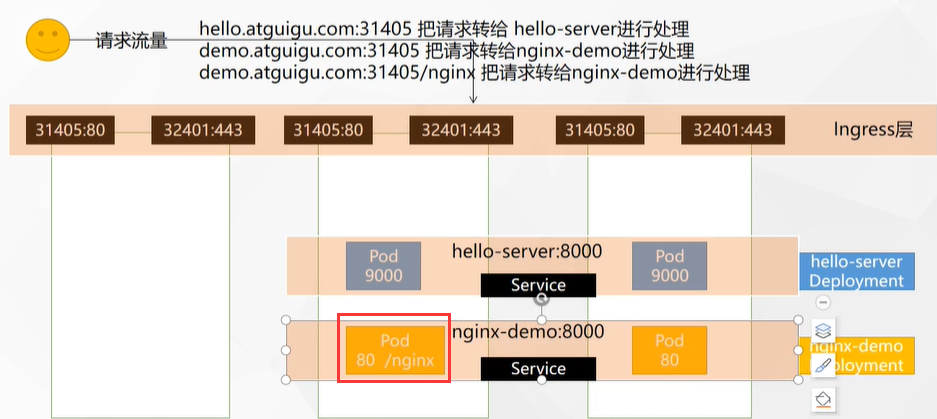 请求流量
hello.atguigu.com:31405 把请求转给 hello-server进行处理
demo.atguigu.com:31405 把请求转给nginx-demo进行处理
demo.atguigu.com:31405/nginx 把请求转给nginx-demo进行处理
31405:80
32401:443
31405:80
32401:443
31405:80
32401:443
Ingress层
Pod
9000
hello-server:8000
Service
Pod
9000
hello-server
Deployment
Pod
80 /nginx
nginx-demo:8000
Service
Pod
80
nginx-demo